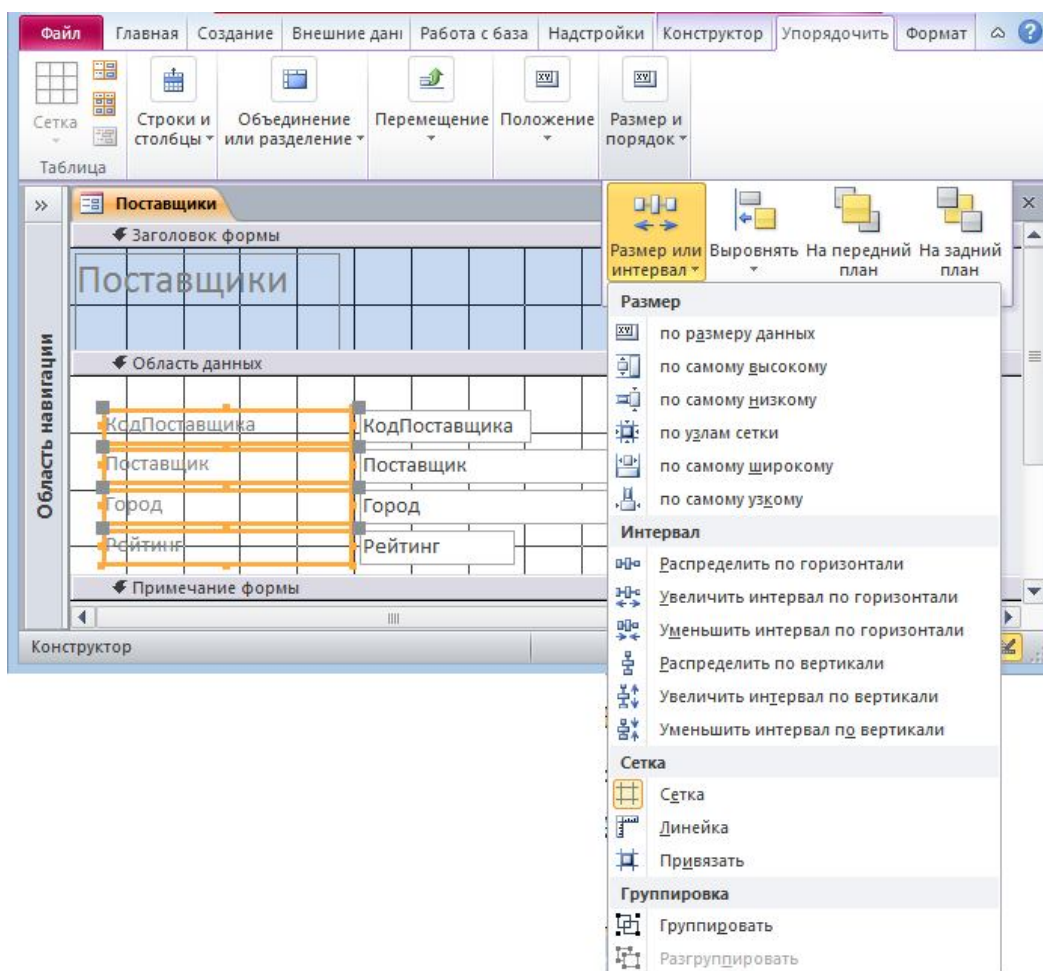 Файл Главная Создание Внешние дані Работа с база Надстройки Конструктор Упорядочить Формат
Сетка
Строки и столбцы
Объединение или разделение
Перемещение
Положение
Размер и порядок
Таблица
Поставщики
Размер или интервал
Выровнять
На передний план
На задний план
Область навигации
Заголовок формы
Поставщики
Область данных
КодПоставщика КодПоставщика
Поставщик Поставщик
Город Город
Рейтинг Рейтинг
Примечание формы
Конструктор
Размер
по размеру данных
по самому высокому
по самому низкому
по узлам сетки
по самому широкому
по самому узкому
Интервал
Распределить по горизонтали
Увеличить интервал по горизонтали
Уменьшить интервал по горизонтали
Распределить по вертикали
Увеличить интервал по вертикали
Уменьшить интервал по вертикали
Сетка
Сетка
Линейка
Привязать
Группировка
Группировать
Разгруппировать